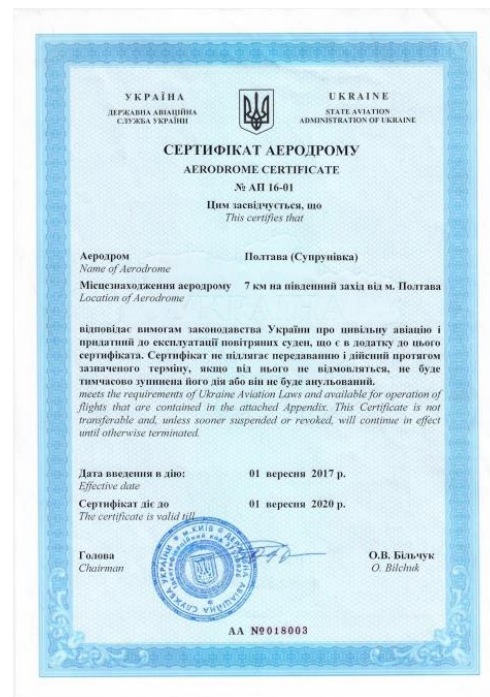 УКРАЇНА
ДЕРЖАВНА АВІАЦІЙНА
СЛУЖБА УКРАЇНИ
UKRAINE
STATE AVIATION
ADMINISTRATION OF UKRAINE
СЕРТИФІКАТ АЕРОДРОМУ
AERODROME CERTIFICATE
№ АП 16-01
Цим засвідчується, що
This certifies that
Аеродром Полтава (Супрунівка)
Name of Aerodrome
Місцезнаходження аеродрому 7 км на південний захід від м. Полтава
Location of Aerodrome
відповідає вимогам законодавства України про цивільну авіацію і
придатний до експлуатації повітряних суден, що є в додатку до цього
сертифіката. Сертифікат не підлягає передаванню і дійсний протягом
зазначеного терміну, якщо від нього не відмовляться, не буде
тимчасово зупинена його дія або він не буде анульований.
meets the requirements of Ukraine Aviation Laws and available for operation of
flights that are contained in the attached Appendix. This Certificate is not
transferable and, unless sooner suspended or revoked, will continue in effect
until otherwise terminated.
Дата введення в дію: 01 вересня 2017 р.
Effective date
Сертифікат діє до 01 вересня 2020 р.
The certificate is valid till
Голова О.В. Більчук
Chairman O. Bilchuk
ДЕРЖАВНА АВІАЦІЙНА СЛУЖБА УКРАЇНИ
м.КИЇВ
АА №018003